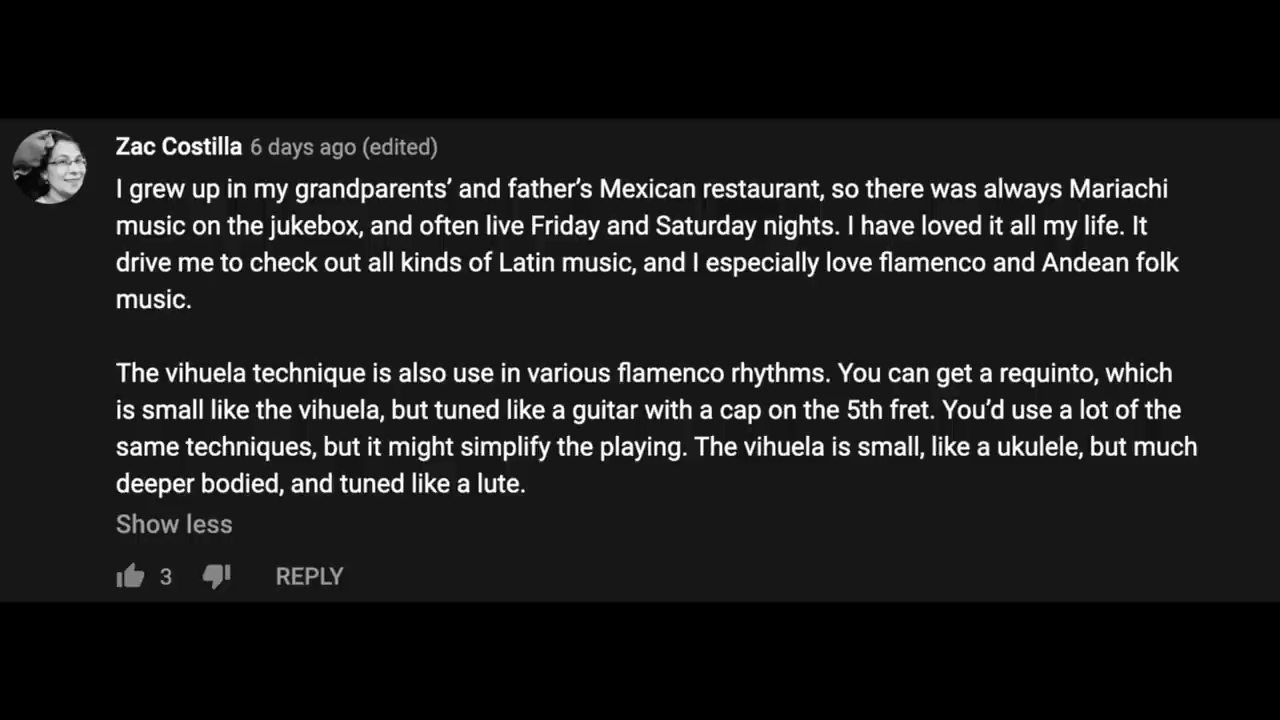 Zac Costilla 6 days ago (edited)
I grew up in my grandparents’ and father’s Mexican restaurant, so there was always Mariachi
music on the jukebox, and often live Friday and Saturday nights. I have loved it all my life. It
drive me to check out all kinds of Latin music, and I especially love flamenco and Andean folk
music.
The vihuela technique is also use in various flamenco rhythms. You can get a requinto, which
is small like the vihuela, but tuned like a guitar with a cap on the 5th fret. You’d use a lot of the
same techniques, but it might simplify the playing. The vihuela is small, like a ukulele, but much
deeper bodied, and tuned like a lute.
Show less
3 REPLY